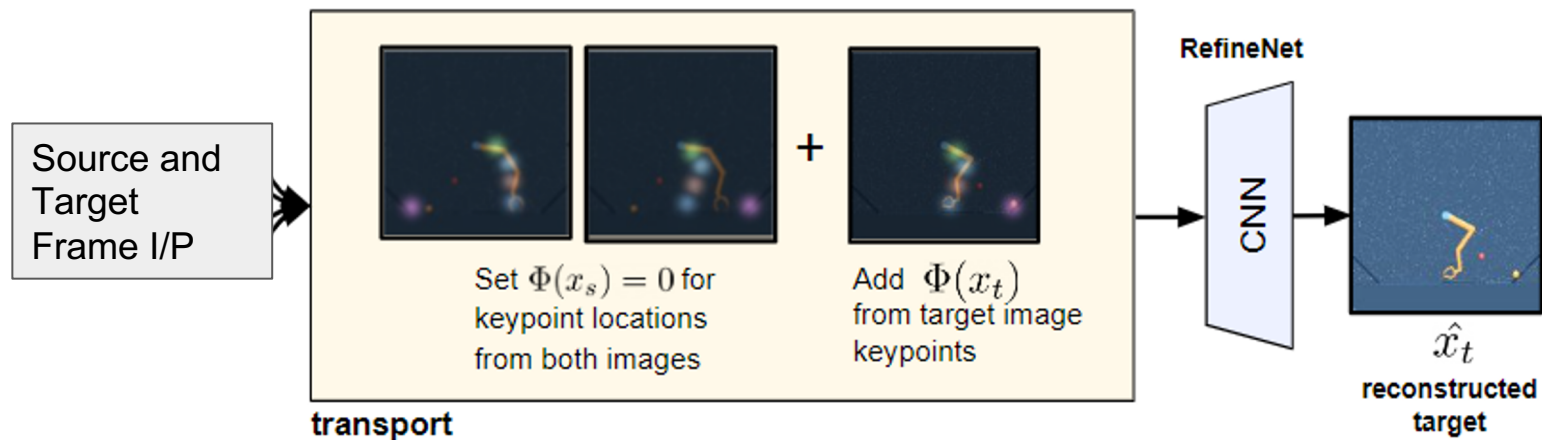 Source and
Target
Frame I/P
+
Set Φ(x_s) = 0 for
keypoint locations
from both images
Add Φ(x_t)
from target image
keypoints
transport
RefineNet
CNN
x̂_t
reconstructed
target